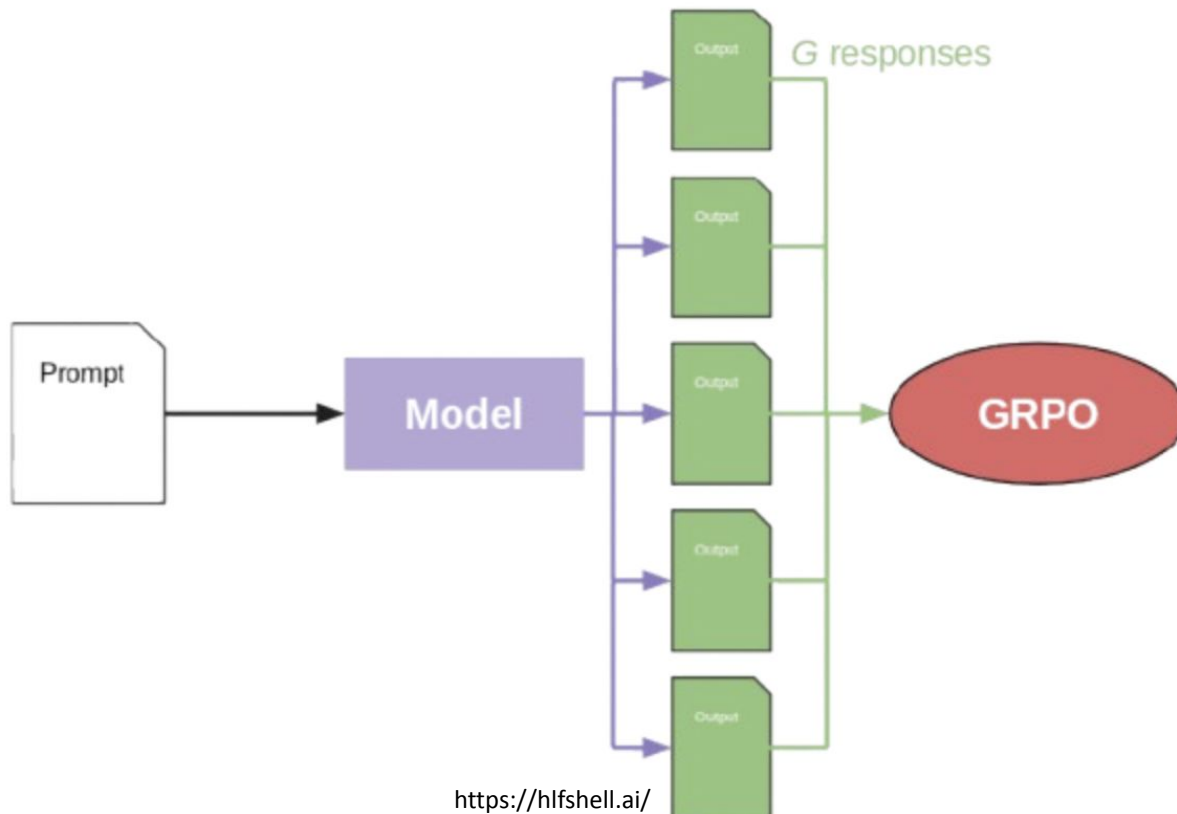 Output
G responses
Output
Prompt
Output
Model
GRPO
Output
Output
https://hlfshell.ai/